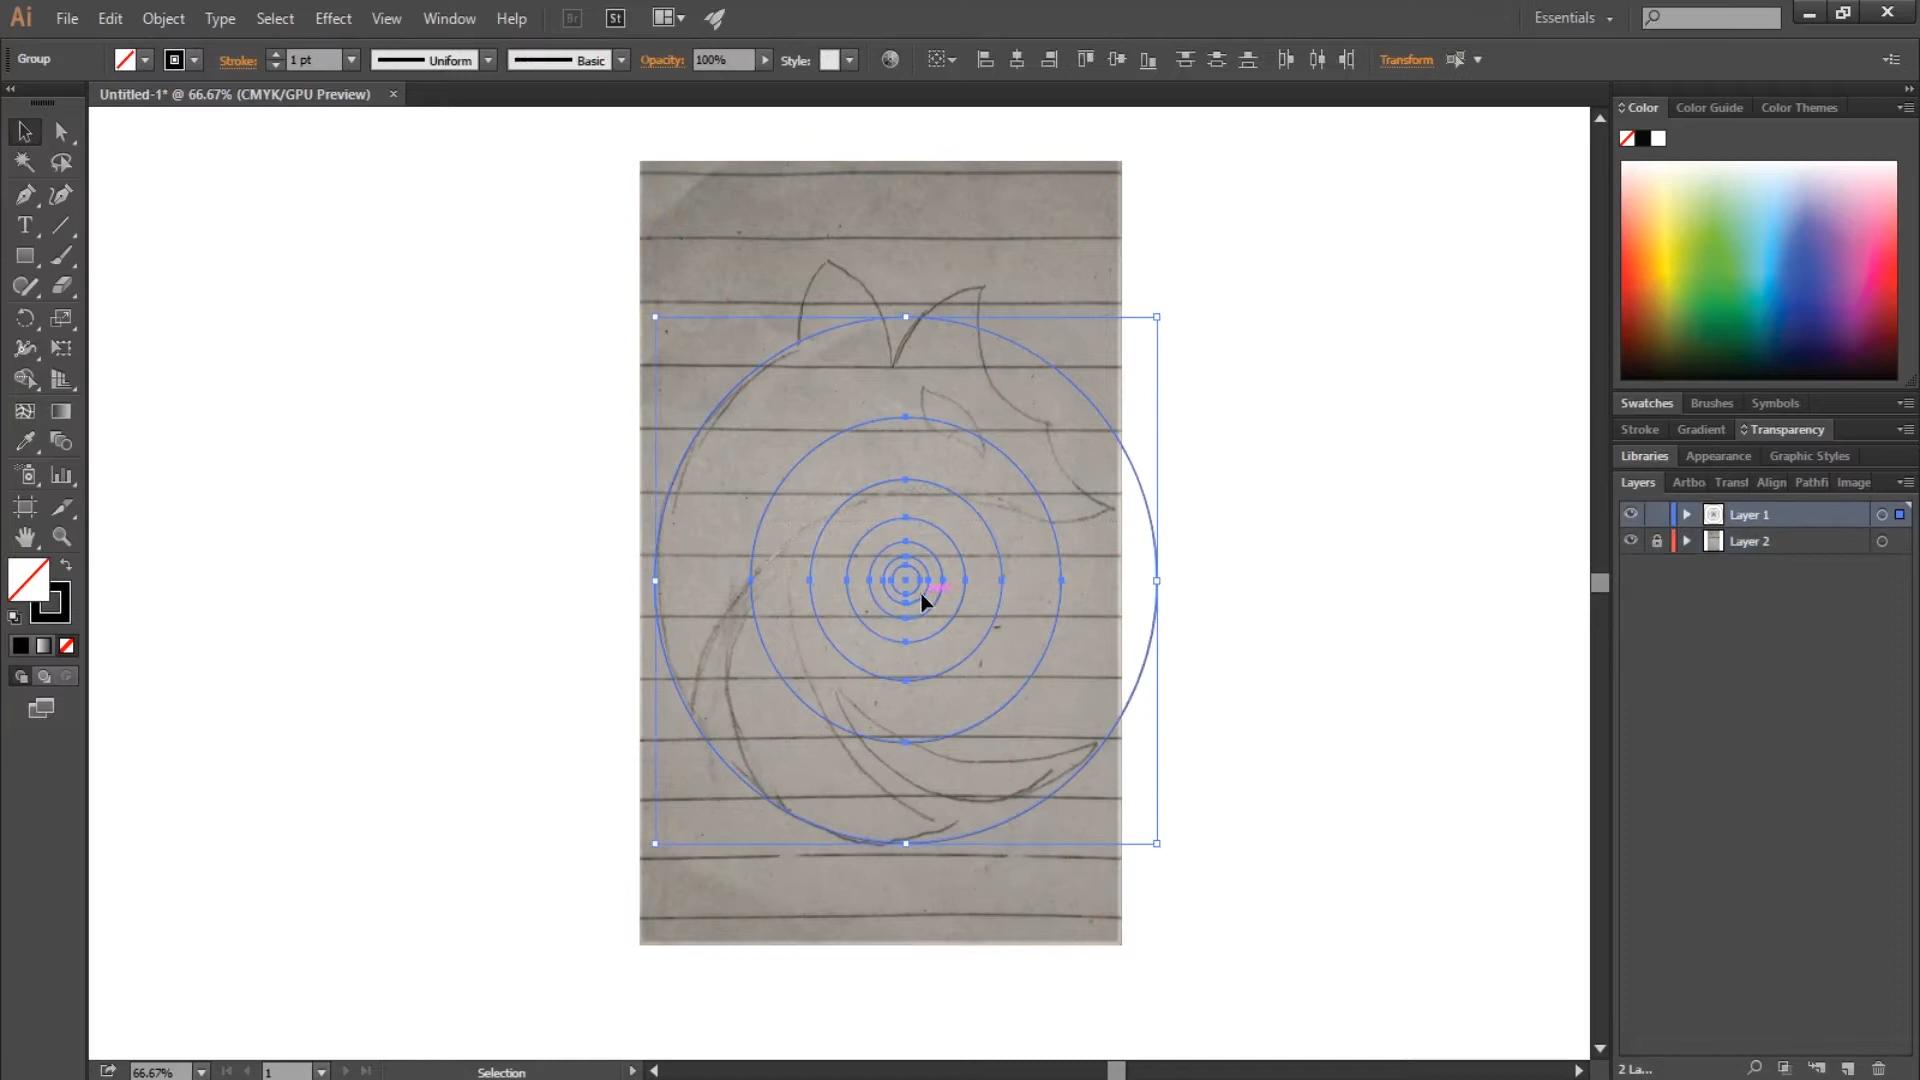 Ai File Edit Object Type Select Effect View Window Help Br St Essentials
Group Stroke: 1 pt Uniform Basic Opacity: 100% Style: Transform
Untitled-1* @ 66.67% (CMYK/GPU Preview) ×
Color Color Guide Color Themes
Swatches Brushes Symbols
Stroke Gradient Transparency
Libraries Appearance Graphic Styles
Layers Artbo Transf Align Pathfi Image
Layer 1
Layer 2
66.67% 1 Selection 2 La...